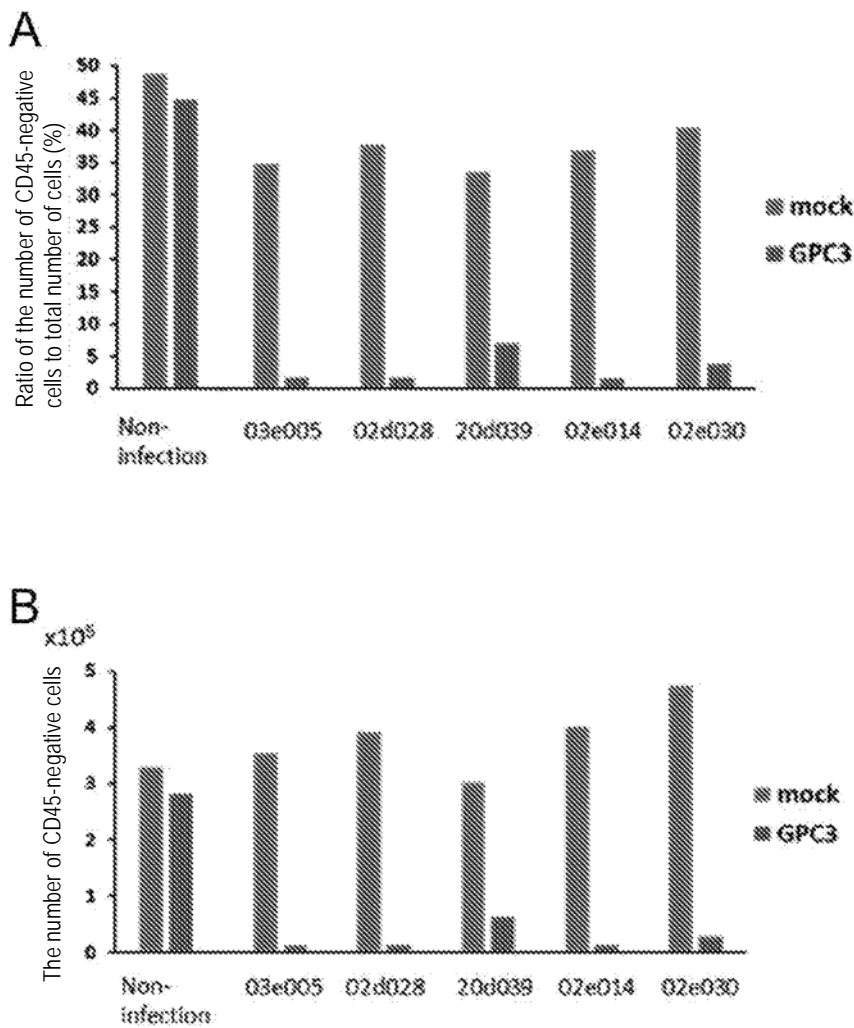 A
Ratio of the number of CD45-negative
cells to total number of cells (%)
50
45
40
35
30
25
20
15
10
5
0
mock
GPC3
Non-
infection
03e005
02d028
20d039
02e014
02e030
B
x10⁵
The number of CD45-negative cells
5
4
3
2
1
0
mock
GPC3
Non-
infection
03e005
02d028
20d039
02e014
02e030